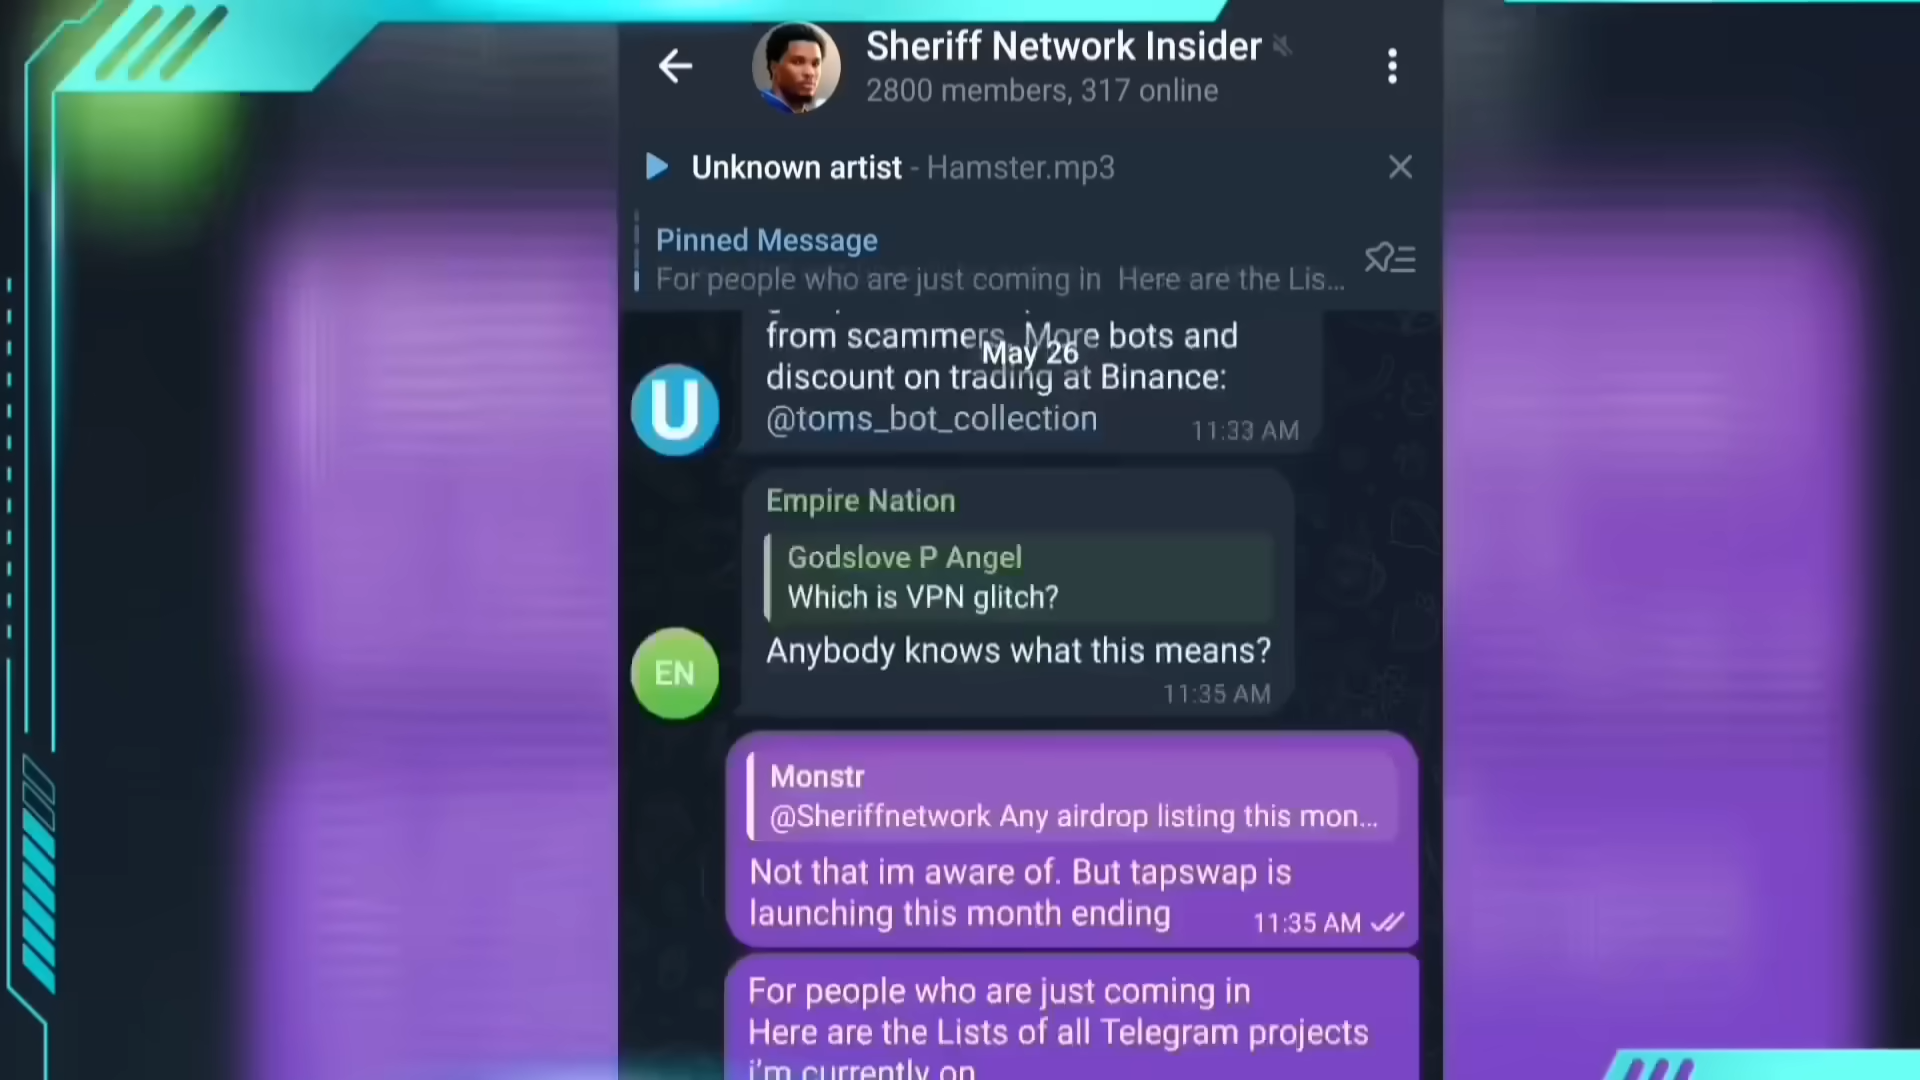 Sheriff Network Insider
2800 members, 317 online
Unknown artist - Hamster.mp3
Pinned Message
For people who are just coming in Here are the Lis...
from scammers. More bots and
May 26
discount on trading at Binance:
@toms_bot_collection
11:33 AM
U
Empire Nation
Godslove P Angel
Which is VPN glitch?
Anybody knows what this means?
11:35 AM
EN
Monstr
@Sheriffnetwork Any airdrop listing this mon...
Not that im aware of. But tapswap is
launching this month ending
11:35 AM
For people who are just coming in
Here are the Lists of all Telegram projects
i'm currently on